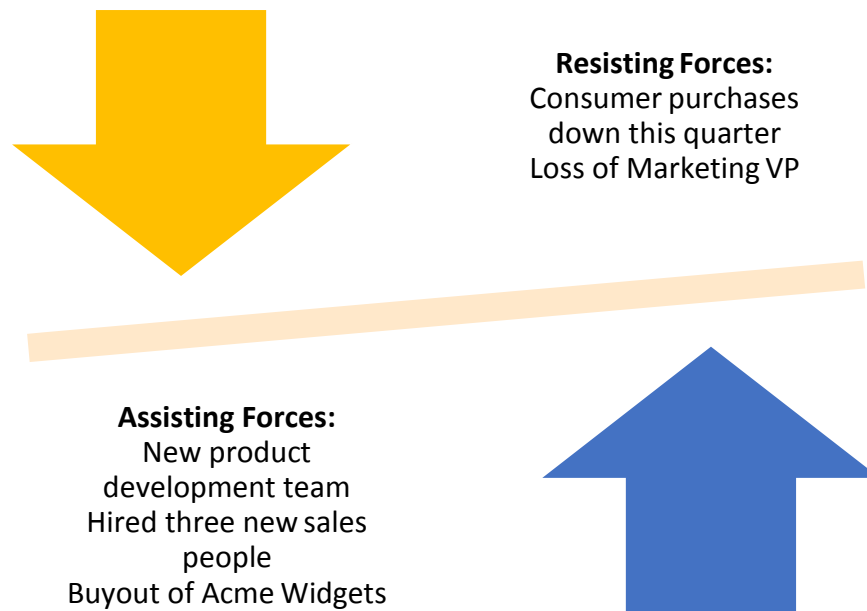 Resisting Forces:
Consumer purchases
down this quarter
Loss of Marketing VP
Assisting Forces:
New product
development team
Hired three new sales
people
Buyout of Acme Widgets